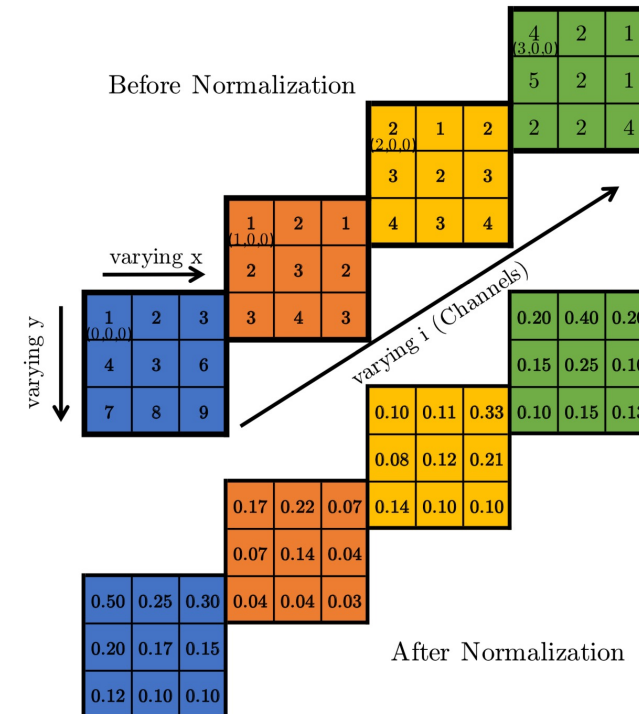 Before Normalization
4 2 1
(3,0,0)
5 2 1
2 2 4
2 1 2
(2,0,0)
3 2 3
4 3 4
1 2 1
(1,0,0)
2 3 2
3 4 3
varying x
varying y
1 2 3
(0,0,0)
4 3 6
7 8 9
varying i (Channels)
0.20 0.40
0.15 0.25
0.10 0.15
0.10 0.11 0.33
0.08 0.12 0.21
0.14 0.10 0.10
0.17 0.22 0.07
0.07 0.14 0.04
0.04 0.04 0.03
0.50 0.25 0.30
0.20 0.17 0.15
0.12 0.10 0.10
After Normalization